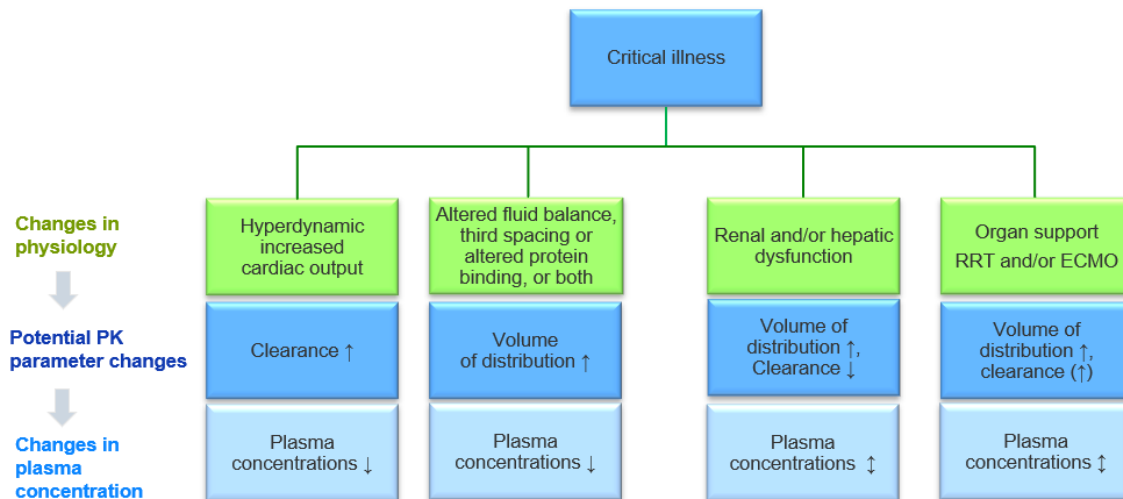 Critical illness
Changes in
physiology
Hyperdynamic
increased
cardiac output
Altered fluid balance,
third spacing or
altered protein
binding, or both
Renal and/or hepatic
dysfunction
Organ support
RRT and/or ECMO
Potential PK
parameter changes
Clearance ↑
Volume
of distribution ↑
Volume of
distribution ↑,
Clearance ↓
Volume of
distribution ↑,
clearance (↑)
Changes in
plasma
concentration
Plasma
concentrations ↓
Plasma
concentrations ↓
Plasma
concentrations ↕
Plasma
concentrations ↕